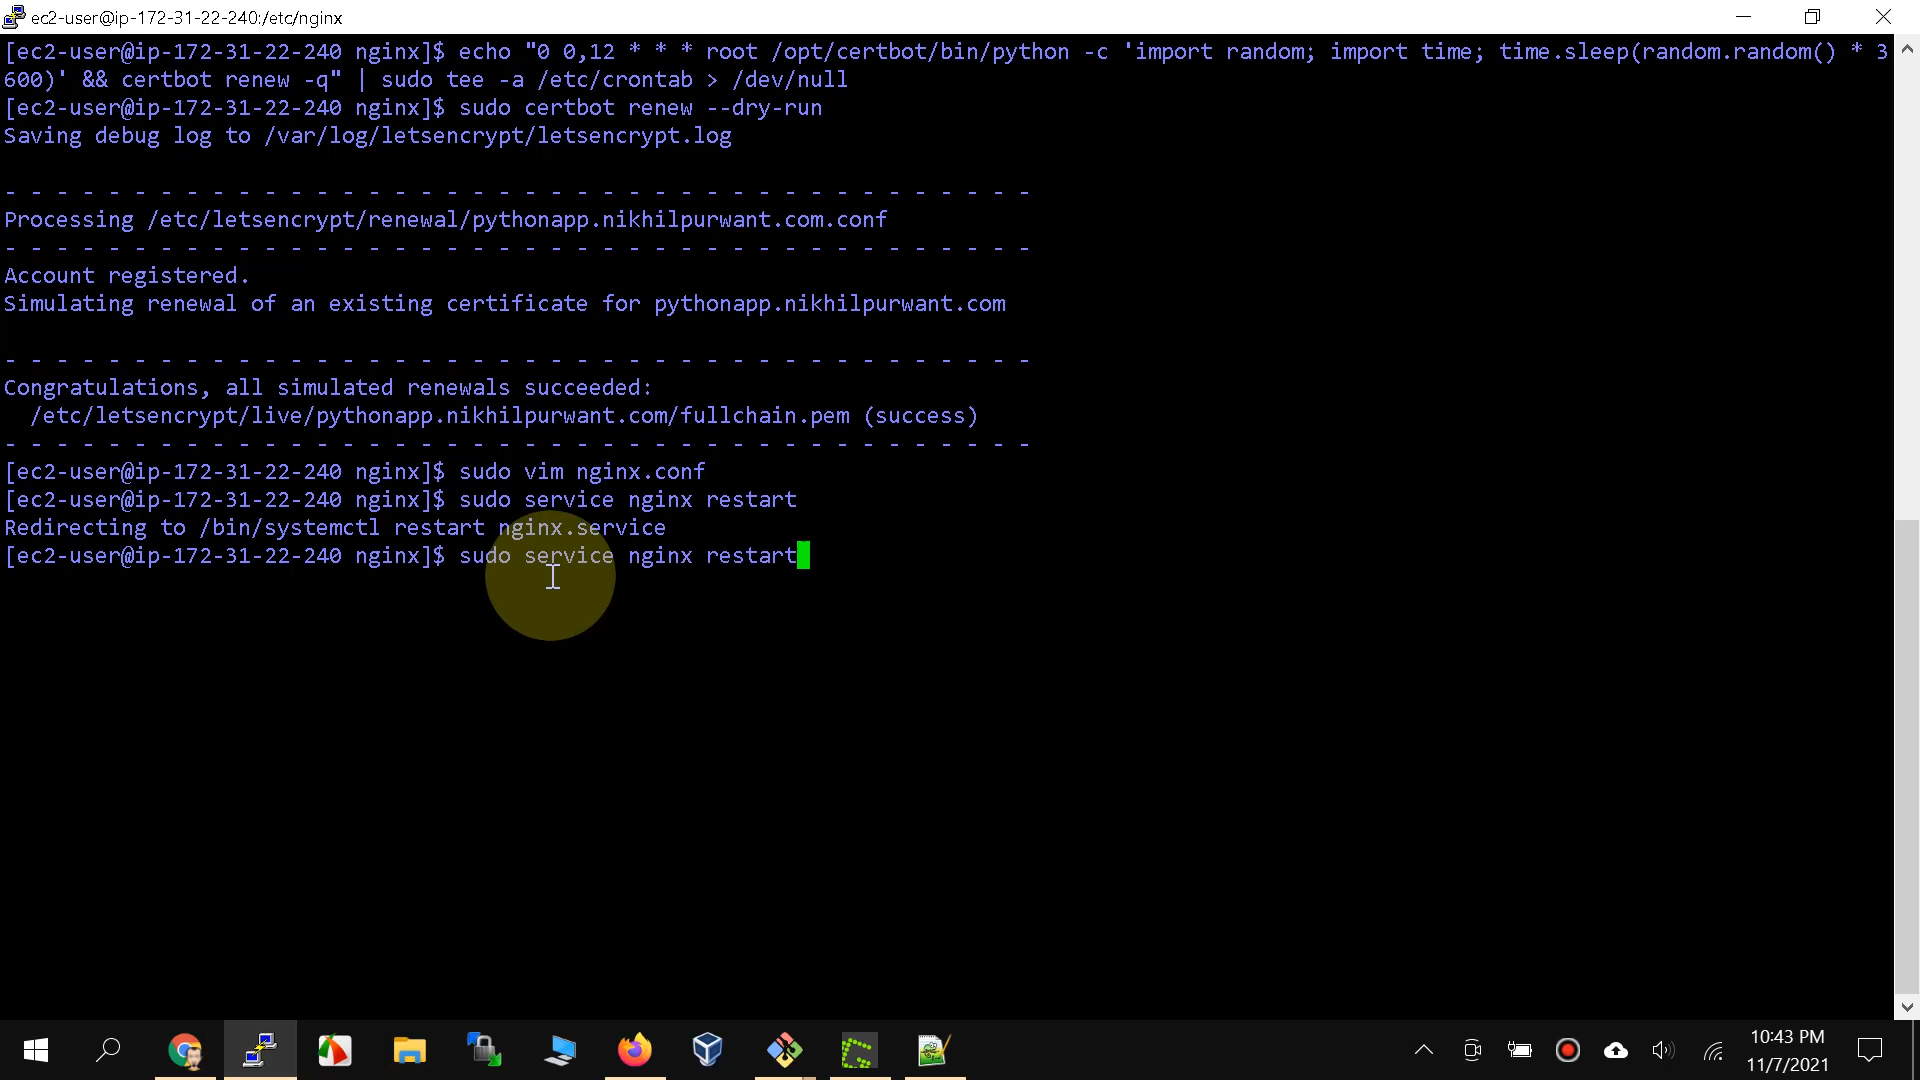 ec2-user@ip-172-31-22-240:/etc/nginx
[ec2-user@ip-172-31-22-240 nginx]$ echo "0 0,12 * * * root /opt/certbot/bin/python -c 'import random; import time; time.sleep(random.random() * 3
600)' && certbot renew -q" | sudo tee -a /etc/crontab > /dev/null
[ec2-user@ip-172-31-22-240 nginx]$ sudo certbot renew --dry-run
Saving debug log to /var/log/letsencrypt/letsencrypt.log
- - - - - - - - - - - - - - - - - - - - - - - - - - - - - - - - - - - - - - - -
Processing /etc/letsencrypt/renewal/pythonapp.nikhilpurwant.com.conf
- - - - - - - - - - - - - - - - - - - - - - - - - - - - - - - - - - - - - - - -
Account registered.
Simulating renewal of an existing certificate for pythonapp.nikhilpurwant.com
- - - - - - - - - - - - - - - - - - - - - - - - - - - - - - - - - - - - - - - -
Congratulations, all simulated renewals succeeded:
  /etc/letsencrypt/live/pythonapp.nikhilpurwant.com/fullchain.pem (success)
- - - - - - - - - - - - - - - - - - - - - - - - - - - - - - - - - - - - - - - -
[ec2-user@ip-172-31-22-240 nginx]$ sudo vim nginx.conf
[ec2-user@ip-172-31-22-240 nginx]$ sudo service nginx restart
Redirecting to /bin/systemctl restart nginx.service
[ec2-user@ip-172-31-22-240 nginx]$ sudo service nginx restart
10:43 PM
11/7/2021